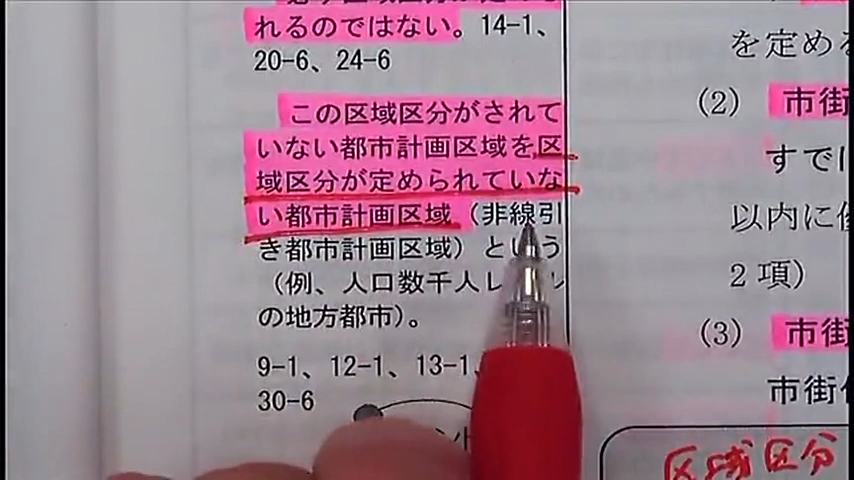 れるのではない。14-1、
20-6、24-6
この区域区分がされて
いない都市計画区域を区
域区分が定められていな
い都市計画区域（非線引
き都市計画区域）という
（例、人口数千人レ
の地方都市）。
9-1、12-1、13-1、
30-6
を定める
(2) 市街
すでに
以内に
2項）
(3) 市街
市街
区域区分